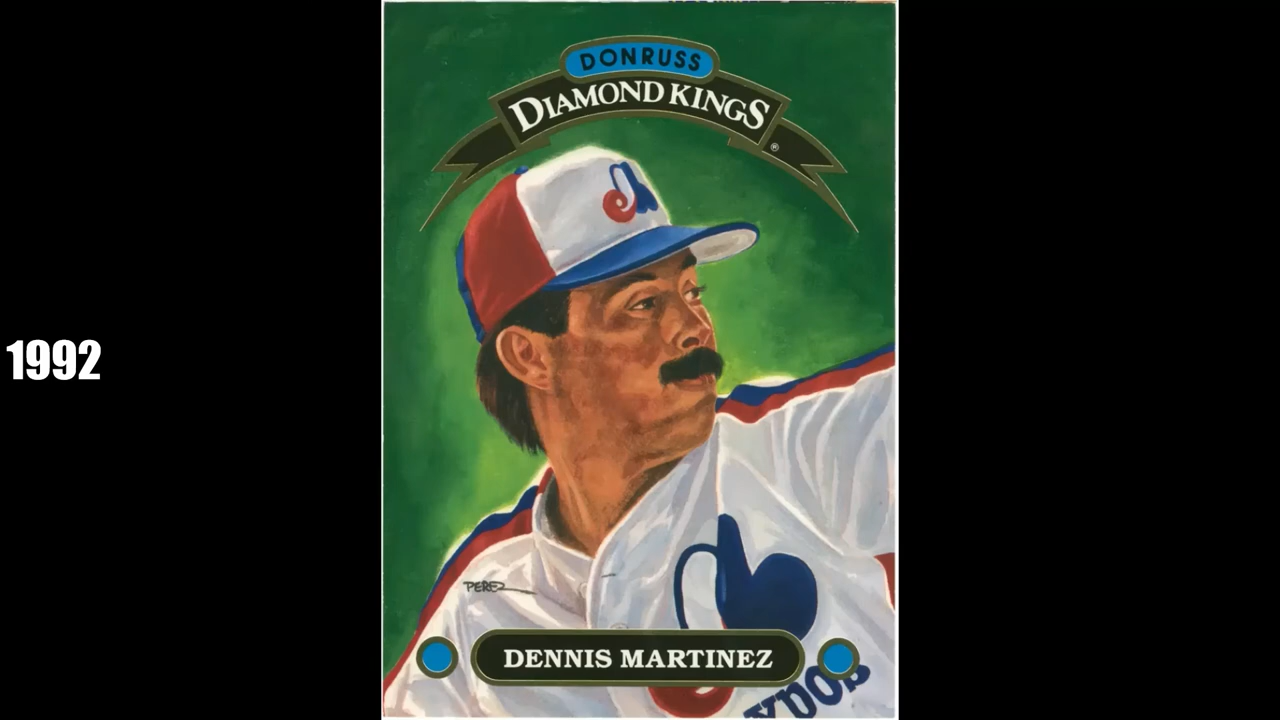 DONRUSS
DIAMOND KINGS
®
1992
PEREZ
DENNIS MARTINEZ